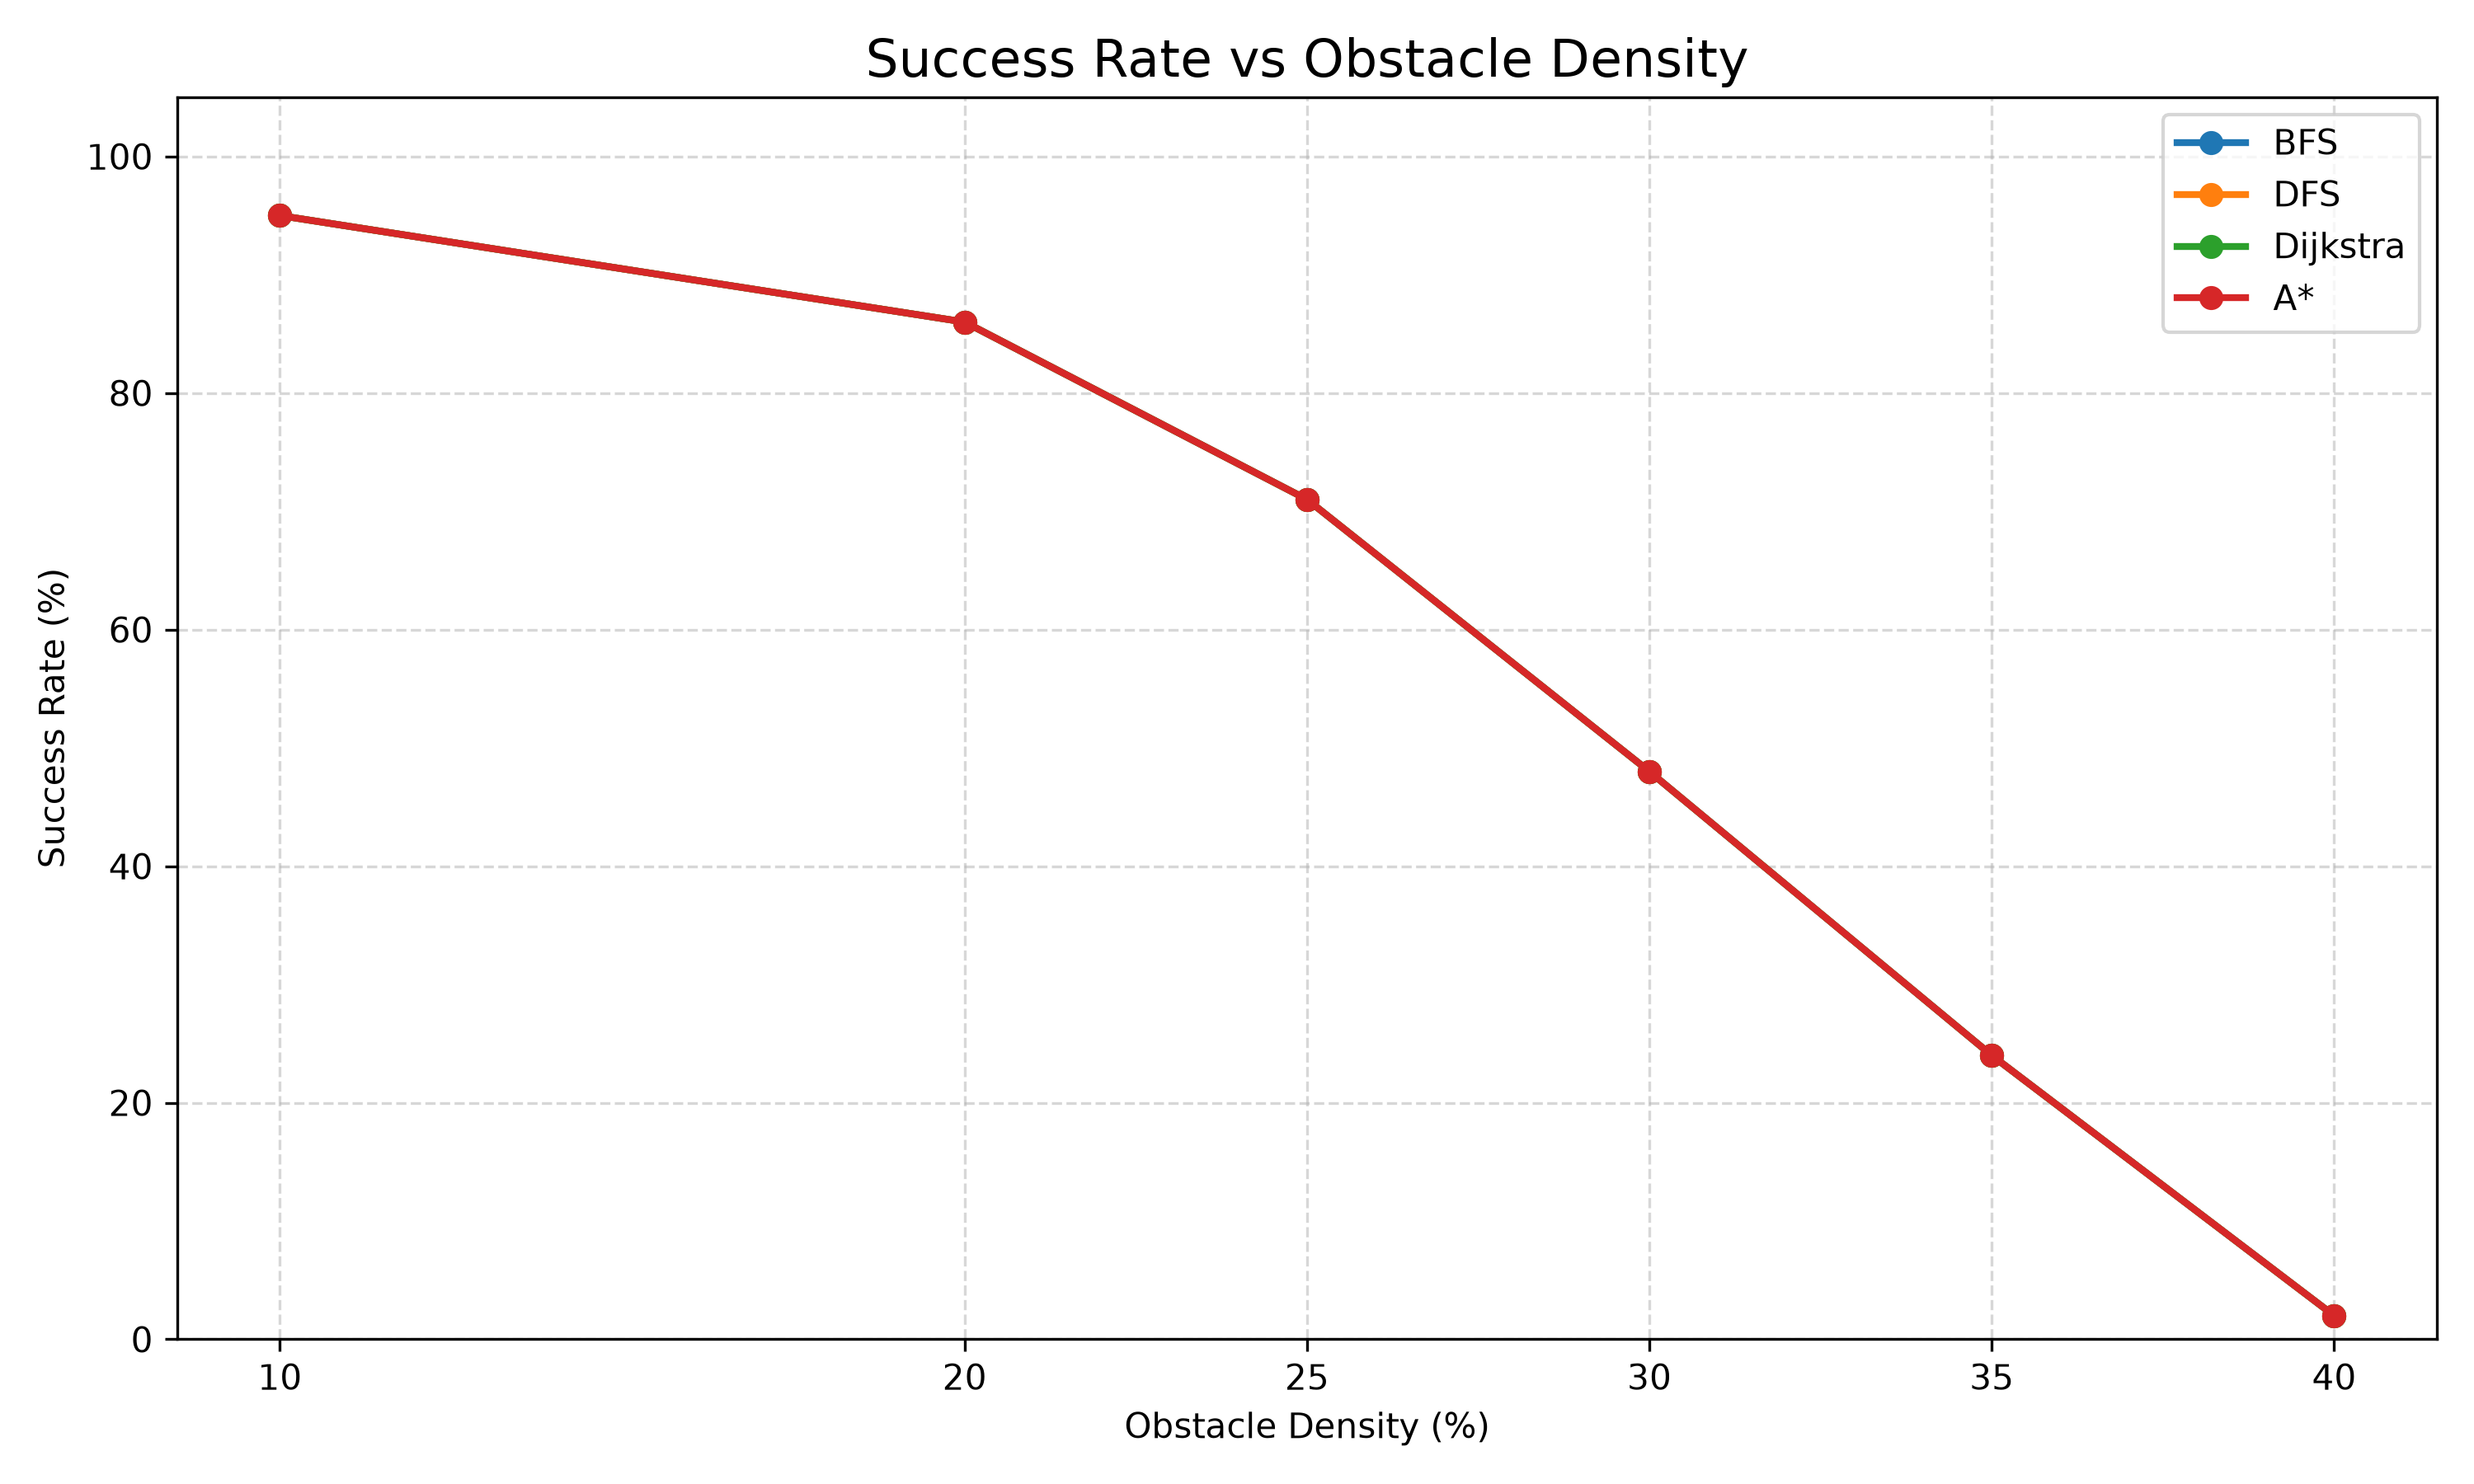 Success Rate vs Obstacle Density
BFS
DFS
Dijkstra
A*
Success Rate (%)
100
80
60
40
20
0
10 20 25 30 35 40
Obstacle Density (%)